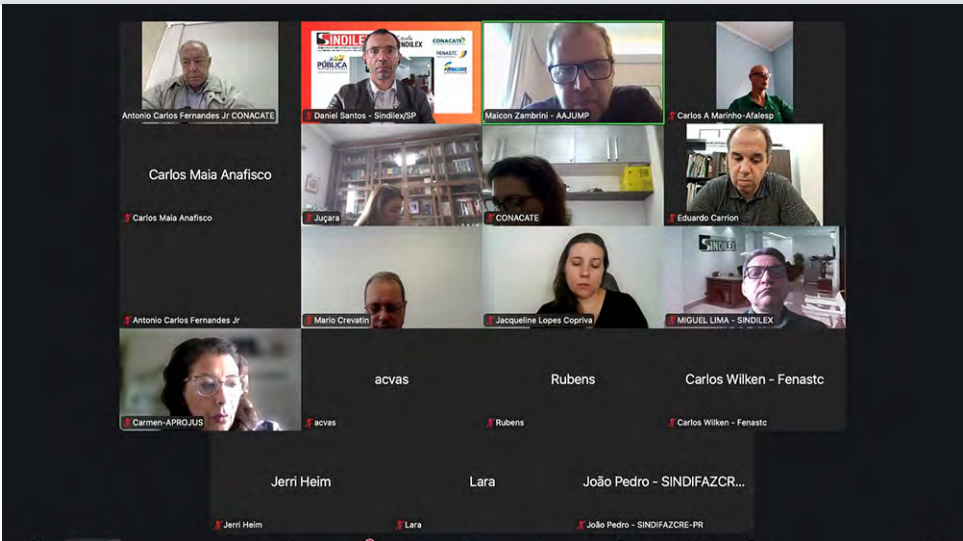 SINDILEX
SINDILEX
CONACATE
PÚBLICA
FENASTC
Antonio Carlos Fernandes Jr CONACATE
Daniel Santos - Sindilex/SP
Maicon Zambrini - AAJUMP
Carlos A Marinho-Afalesp
Carlos Maia Anafisco
Carlos Maia Anafisco
Juçara
CONACATE
Eduardo Carrion
SINDILEX
Antonio Carlos Fernandes Jr
Mario Crevatin
Jacqueline Lopes Copriva
MIGUEL LIMA - SINDILEX
acvas
Rubens
Carlos Wilken - Fenastc
Carmen-APROJUS
acvas
Rubens
Carlos Wilken - Fenastc
Jerri Heim
Lara
João Pedro - SINDIFAZCR...
Jerri Heim
Lara
João Pedro - SINDIFAZCRE-PR